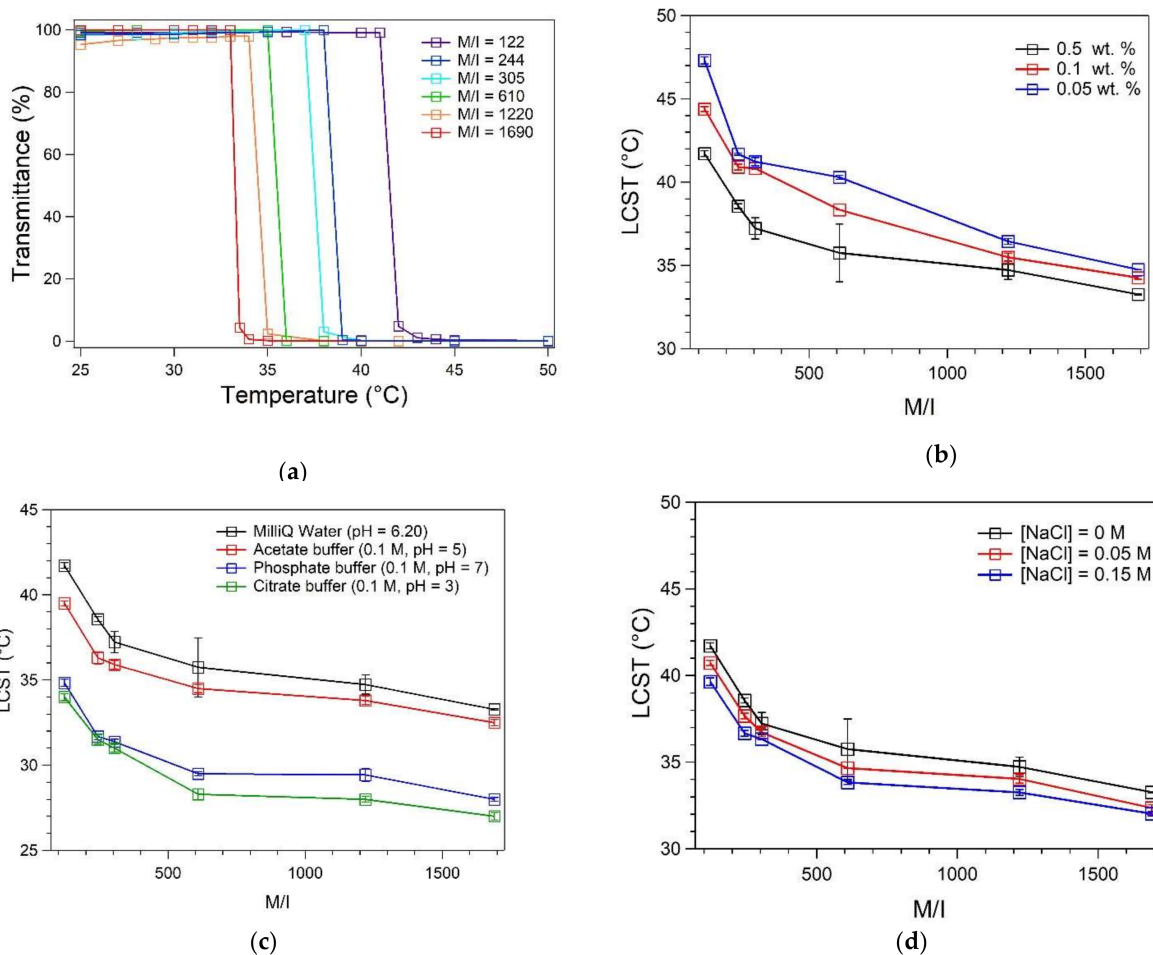 100
80
60
40
20
0
Transmittance (%)
M/I = 122
M/I = 244
M/I = 305
M/I = 610
M/I = 1220
M/I = 1690
25
30
35
40
45
50
Temperature (°C)
(a)
50
45
40
35
30
LCST (°C)
0.5 wt. %
0.1 wt. %
0.05 wt. %
500
1000
1500
M/I
(b)
45
40
35
30
25
LCST (°C)
MilliQ Water (pH = 6.20)
Acetate buffer (0.1 M, pH = 5)
Phosphate buffer (0.1 M, pH = 7)
Citrate buffer (0.1 M, pH = 3)
500
1000
1500
M/I
(c)
50
45
40
35
30
LCST (°C)
[NaCl] = 0 M
[NaCl] = 0.05 M
[NaCl] = 0.15 M
500
1000
1500
M/I
(d)